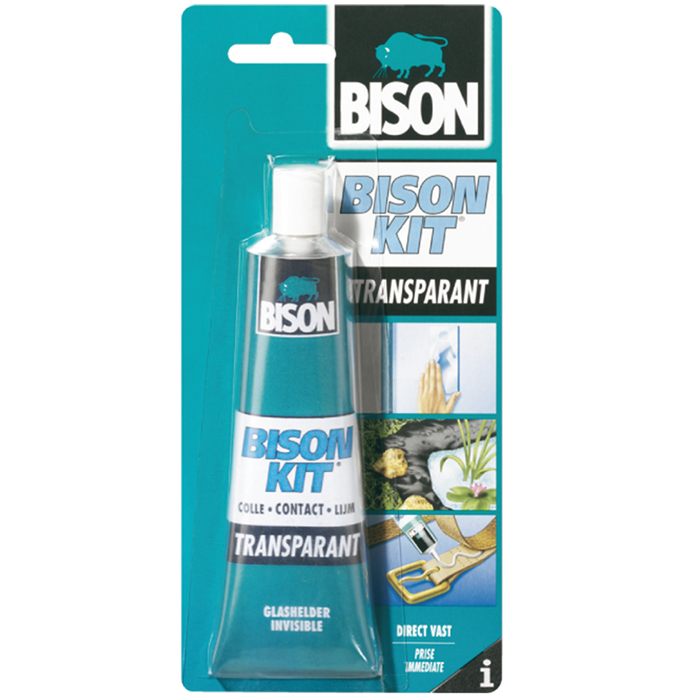 BISON
BISON
KIT®
TRANSPARANT
BISON
BISON
KIT®
COLLE • CONTACT • LIJM
TRANSPARANT
GLASHELDER
INVISIBLE
DIRECT VAST
PRISE
IMMEDIATE
i